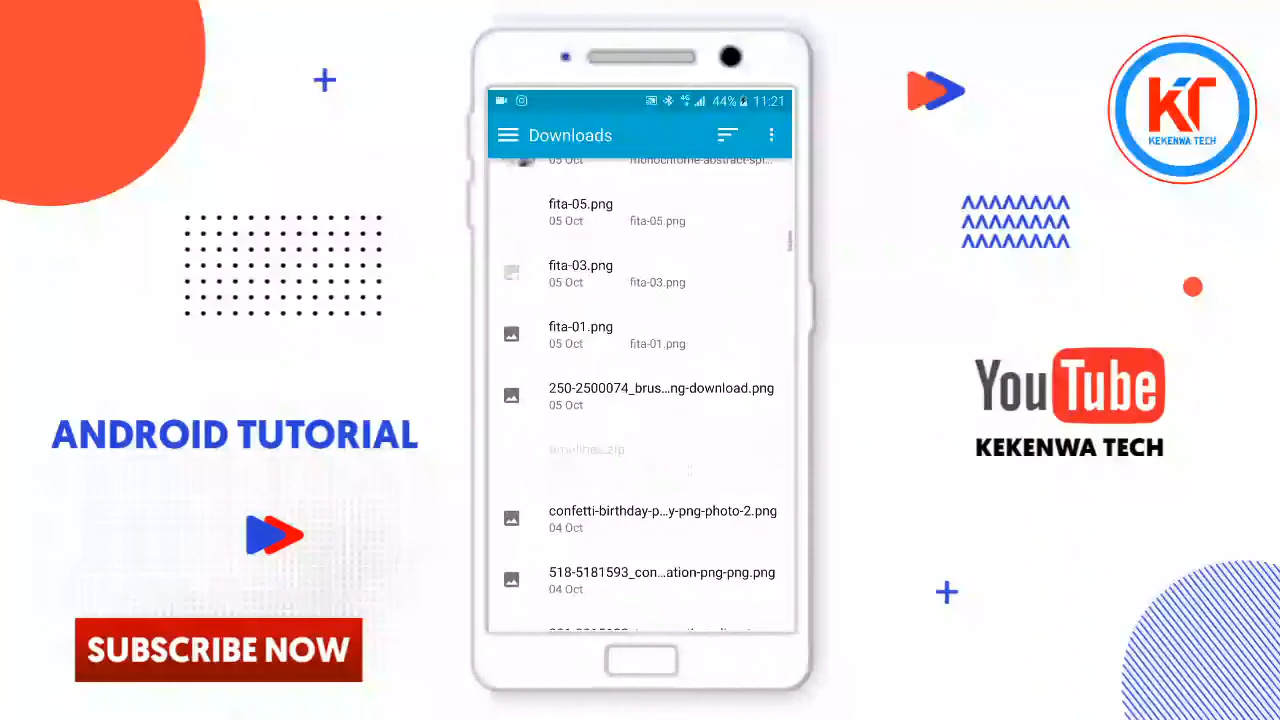 44% 11:21
Downloads
05 Oct monochrome-abstract-spl...
fita-05.png
05 Oct fita-05.png
fita-03.png
05 Oct fita-03.png
fita-01.png
05 Oct fita-01.png
250-2500074_brus...ng-download.png
05 Oct
confetti-birthday-p...y-png-photo-2.png
04 Oct
518-5181593_con...ation-png-png.png
04 Oct
ANDROID TUTORIAL
SUBSCRIBE NOW
KT
KEKENWA TECH
YouTube
KEKENWA TECH